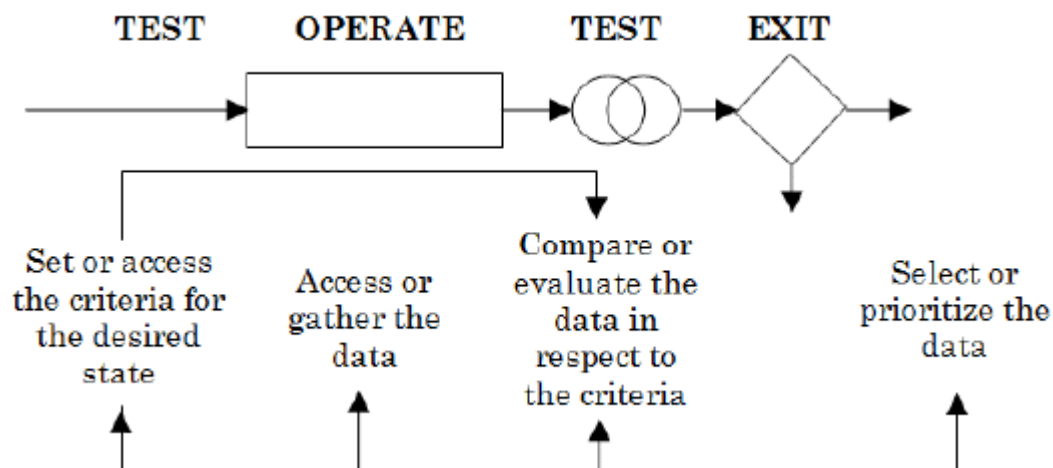 TEST OPERATE TEST EXIT
Set or access
the criteria for
the desired
state
Access or
gather the
data
Compare or
evaluate the
data in
respect to
the criteria
Select or
prioritize the
data